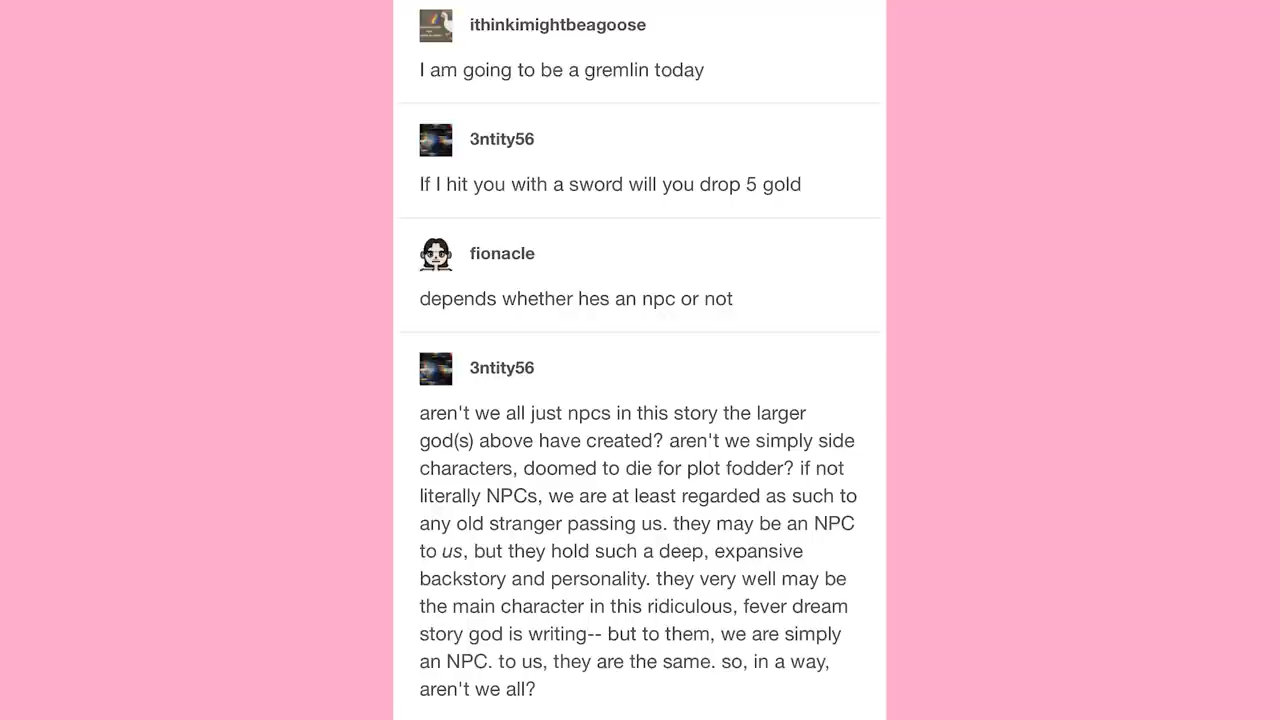 ithinkimightbeagoose
I am going to be a gremlin today
3ntity56
If I hit you with a sword will you drop 5 gold
fionacle
depends whether hes an npc or not
3ntity56
aren't we all just npcs in this story the larger
god(s) above have created? aren't we simply side
characters, doomed to die for plot fodder? if not
literally NPCs, we are at least regarded as such to
any old stranger passing us. they may be an NPC
to us, but they hold such a deep, expansive
backstory and personality. they very well may be
the main character in this ridiculous, fever dream
story god is writing-- but to them, we are simply
an NPC. to us, they are the same. so, in a way,
aren't we all?